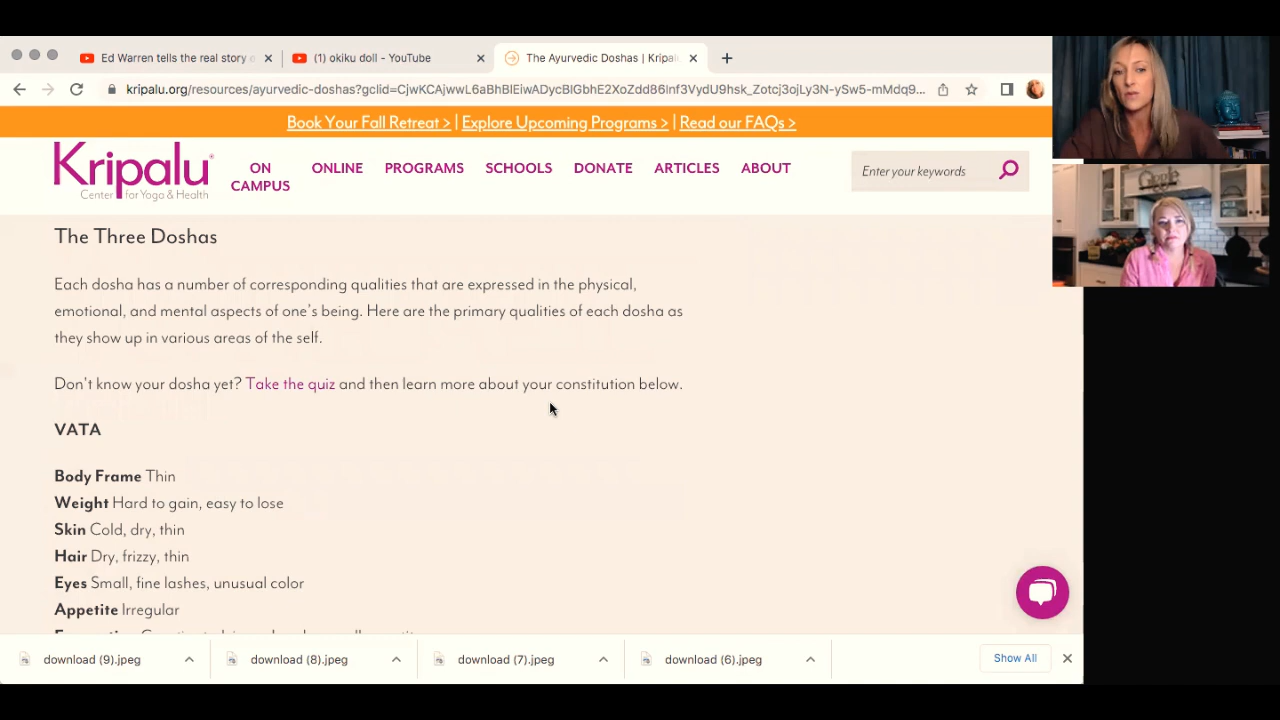 Ed Warren tells the real story o
(1) okiku doll - YouTube
The Ayurvedic Doshas | Kripalu
kripalu.org/resources/ayurvedic-doshas?gclid=
Book Your Fall Retreat > | Explore Upcoming Programs > | Read our FAQs >
Kripalu®
Center for Yoga & Health
ON CAMPUS
ONLINE
PROGRAMS
SCHOOLS
DONATE
ARTICLES
ABOUT
Enter your keywords
The Three Doshas
Each dosha has a number of corresponding qualities that are expressed in the physical,
emotional, and mental aspects of one's being. Here are the primary qualities of each dosha as
they show up in various areas of the self.
Don't know your dosha yet? Take the quiz and then learn more about your constitution below.
VATA
Body Frame Thin
Weight Hard to gain, easy to lose
Skin Cold, dry, thin
Hair Dry, frizzy, thin
Eyes Small, fine lashes, unusual color
Appetite Irregular
download (9).jpeg
download (8).jpeg
download (7).jpeg
download (6).jpeg
Show All